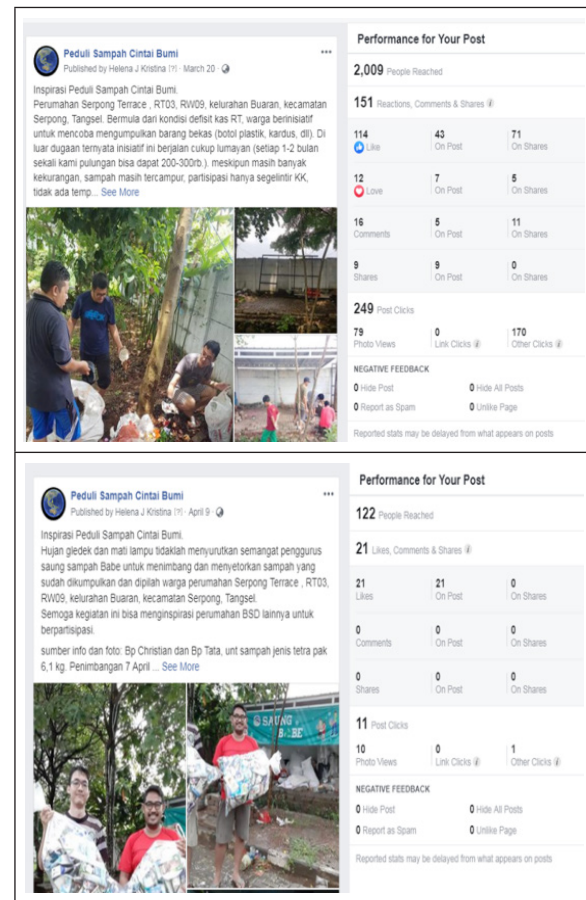 Peduli Sampah Cintai Bumi
Published by Helena J Kristina [?] · March 20 ·
Inspirasi Peduli Sampah Cintai Bumi.
Perumahan Serpong Terrace , RT03, RW09, kelurahan Buaran, kecamatan
Serpong, Tangsel. Bermula dari kondisi defisit kas RT, warga berinisiatif
untuk mencoba mengumpulkan barang bekas (botol plastik, kardus, dll). Di
luar dugaan ternyata inisiatif ini berjalan cukup lumayan (setiap 1-2 bulan
sekali kami pulungan bisa dapat 200-300rb.). meskipun masih banyak
kekurangan, sampah masih tercampur, partisipasi hanya segelintir KK,
tidak ada temp... See More
Performance for Your Post
2,009 People Reached
151 Reactions, Comments & Shares
114 43 71
Like On Post On Shares
12 7 5
Love On Post On Shares
16 5 11
Comments On Post On Shares
9 9 0
Shares On Post On Shares
249 Post Clicks
79 0 170
Photo Views Link Clicks Other Clicks
NEGATIVE FEEDBACK
0 Hide Post 0 Hide All Posts
0 Report as Spam 0 Unlike Page
Reported stats may be delayed from what appears on posts
Peduli Sampah Cintai Bumi
Published by Helena J Kristina [?] · April 9 ·
Inspirasi Peduli Sampah Cintai Bumi.
Hujan gledek dan mati lampu tidaklah menyurutkan semangat penggurus
saung sampah Babe untuk menimbang dan menyetorkan sampah yang
sudah dikumpulkan dan dipilah warga perumahan Serpong Terrace , RT03,
RW09, kelurahan Buaran, kecamatan Serpong, Tangsel.
Semoga kegiatan ini bisa menginspirasi perumahan BSD lainnya untuk
berpartisipasi.
sumber info dan foto: Bp Christian dan Bp Tata, unt sampah jenis tetra pak
6,1 kg. Penimbangan 7 April ... See More
SAUNG
BABE
Performance for Your Post
122 People Reached
21 Likes, Comments & Shares
21 21 0
Likes On Post On Shares
0 0 0
Comments On Post On Shares
0 0 0
Shares On Post On Shares
11 Post Clicks
10 0 1
Photo Views Link Clicks Other Clicks
NEGATIVE FEEDBACK
0 Hide Post 0 Hide All Posts
0 Report as Spam 0 Unlike Page
Reported stats may be delayed from what appears on posts